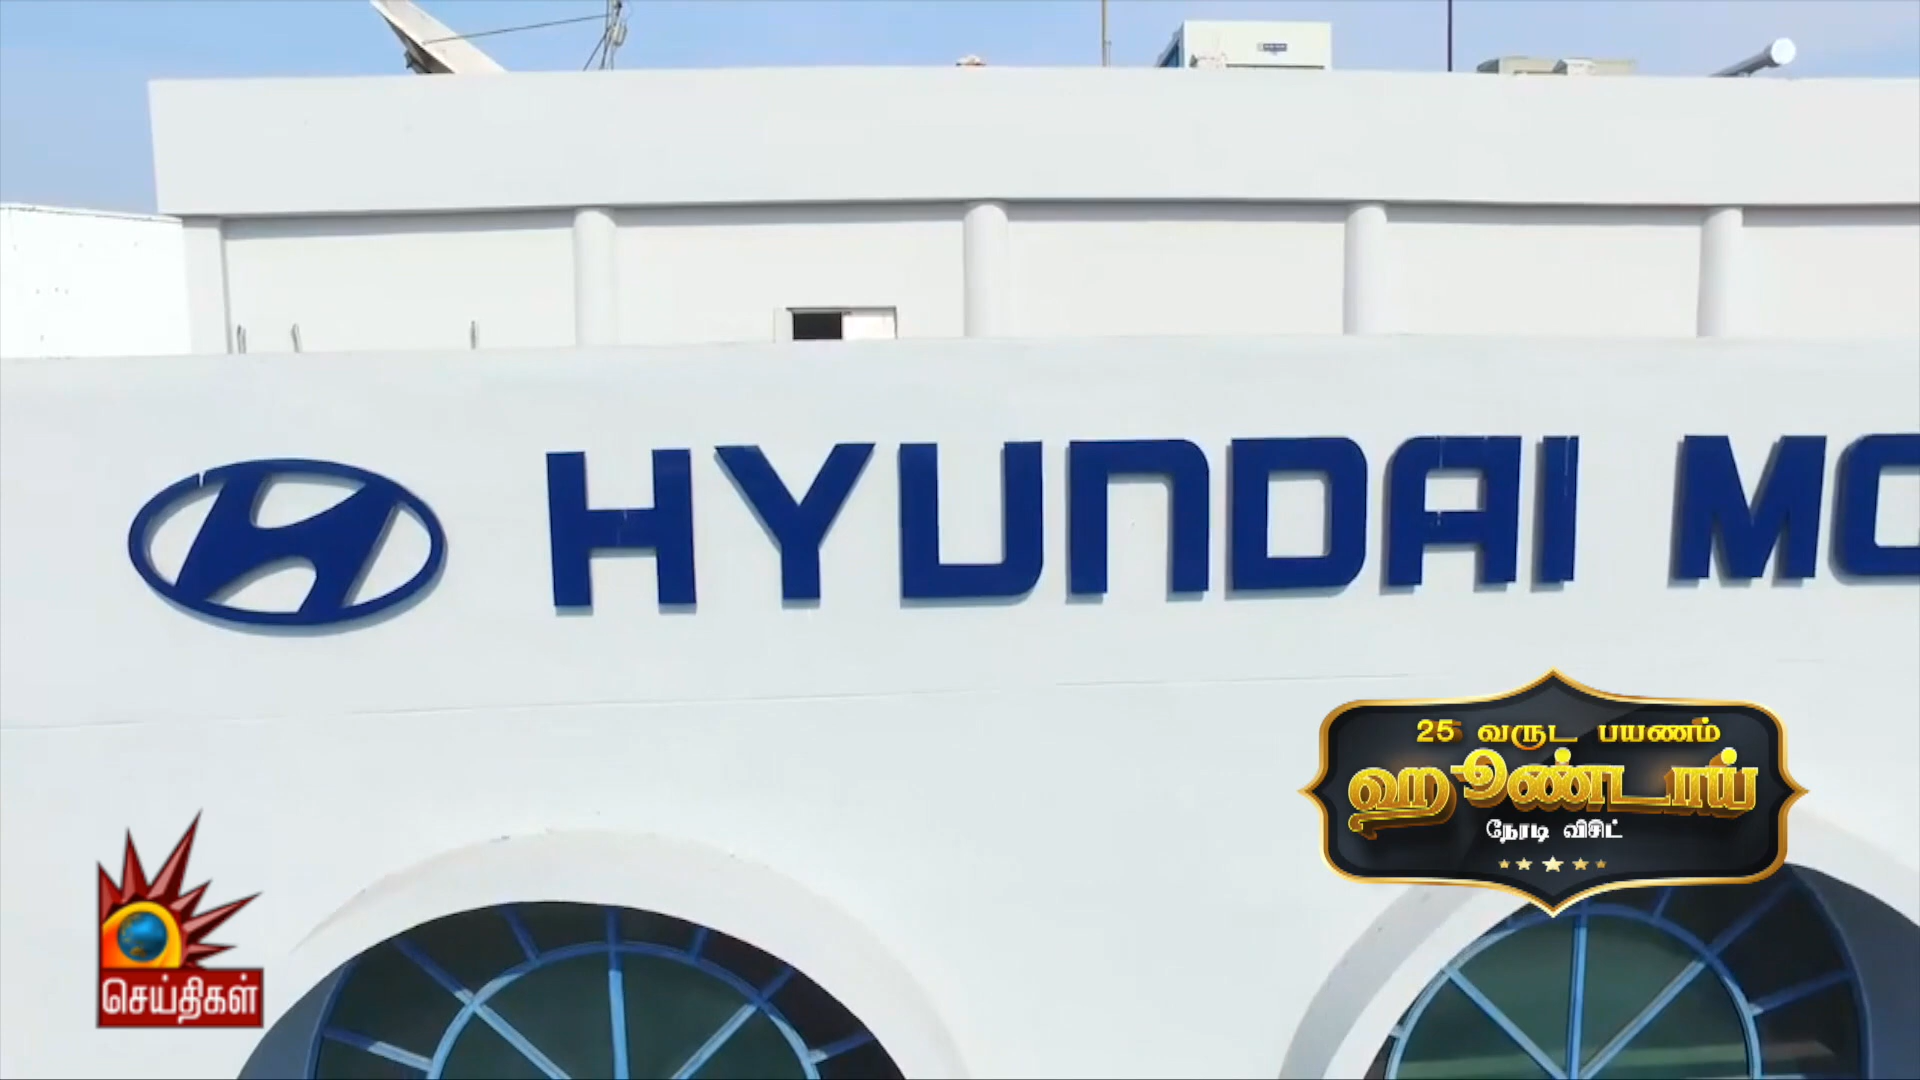 HYUNDAI MO
25 வருட பயணம்
ஹூண்டாய்
நேரடி விசிட்
செய்திகள்